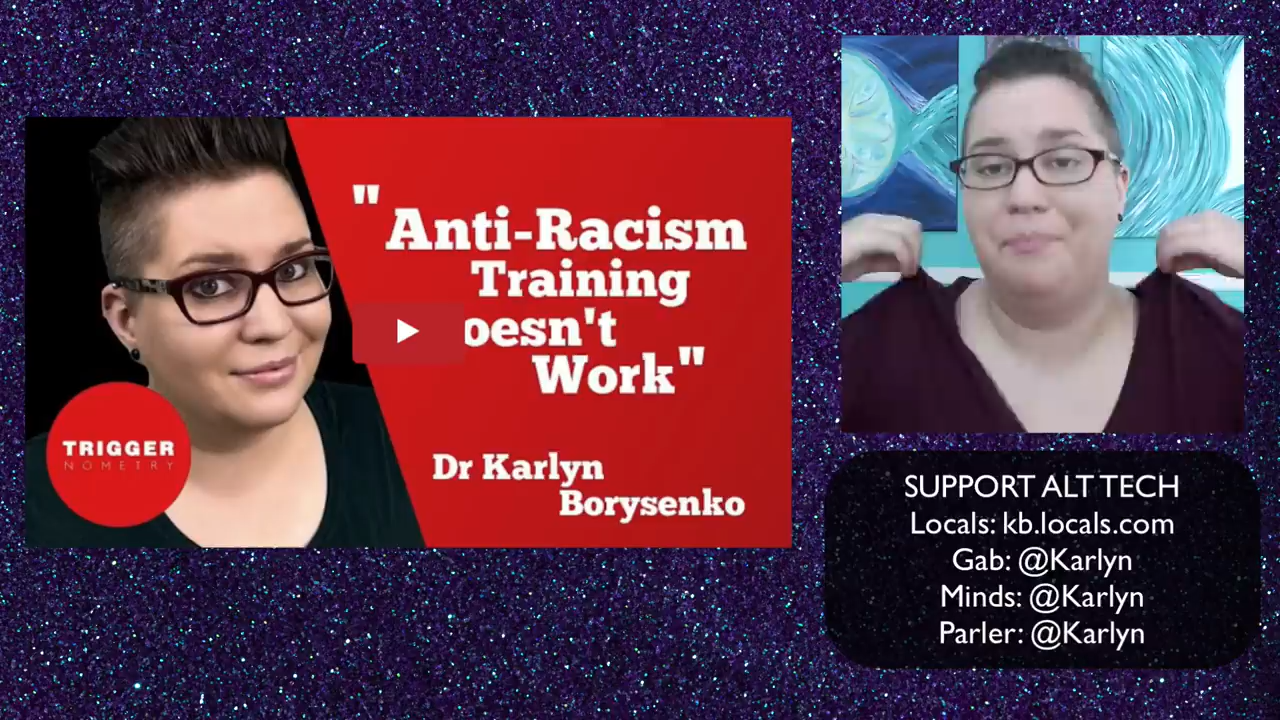 "Anti-Racism
Training
oesn't
Work"
Dr Karlyn
Borysenko
TRIGGER
NOMETRY
SUPPORT ALT TECH
Locals: kb.locals.com
Gab: @Karlyn
Minds: @Karlyn
Parler: @Karlyn